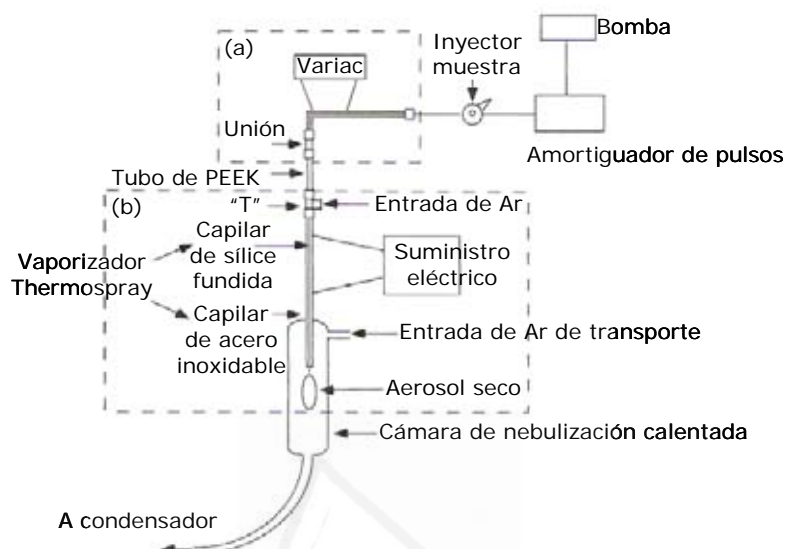 (a)
Variac
Bomba
Inyector
muestra
Unión
Amortiguador de pulsos
Tubo de PEEK
(b)
“T”
Entrada de Ar
Capilar
de sílice
fundida
Suministro
eléctrico
Vaporizador
Thermospray
Capilar
de acero
inoxidable
Entrada de Ar de transporte
Aerosol seco
Cámara de nebulización calentada
A condensador